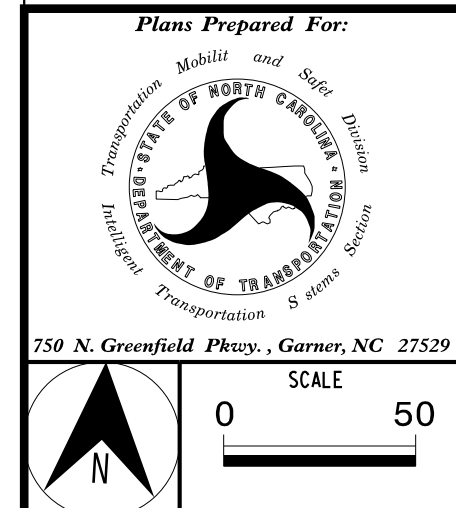 Plans Prepared For:
Transportation Mobilit and Safet Division
STATE OF NORTH CAROLINA
DEPARTMENT OF TRANSPORTATION
Intelligent Transportation S stems Section
750 N. Greenfield Pkwy. , Garner, NC 27529
N
SCALE
0 50